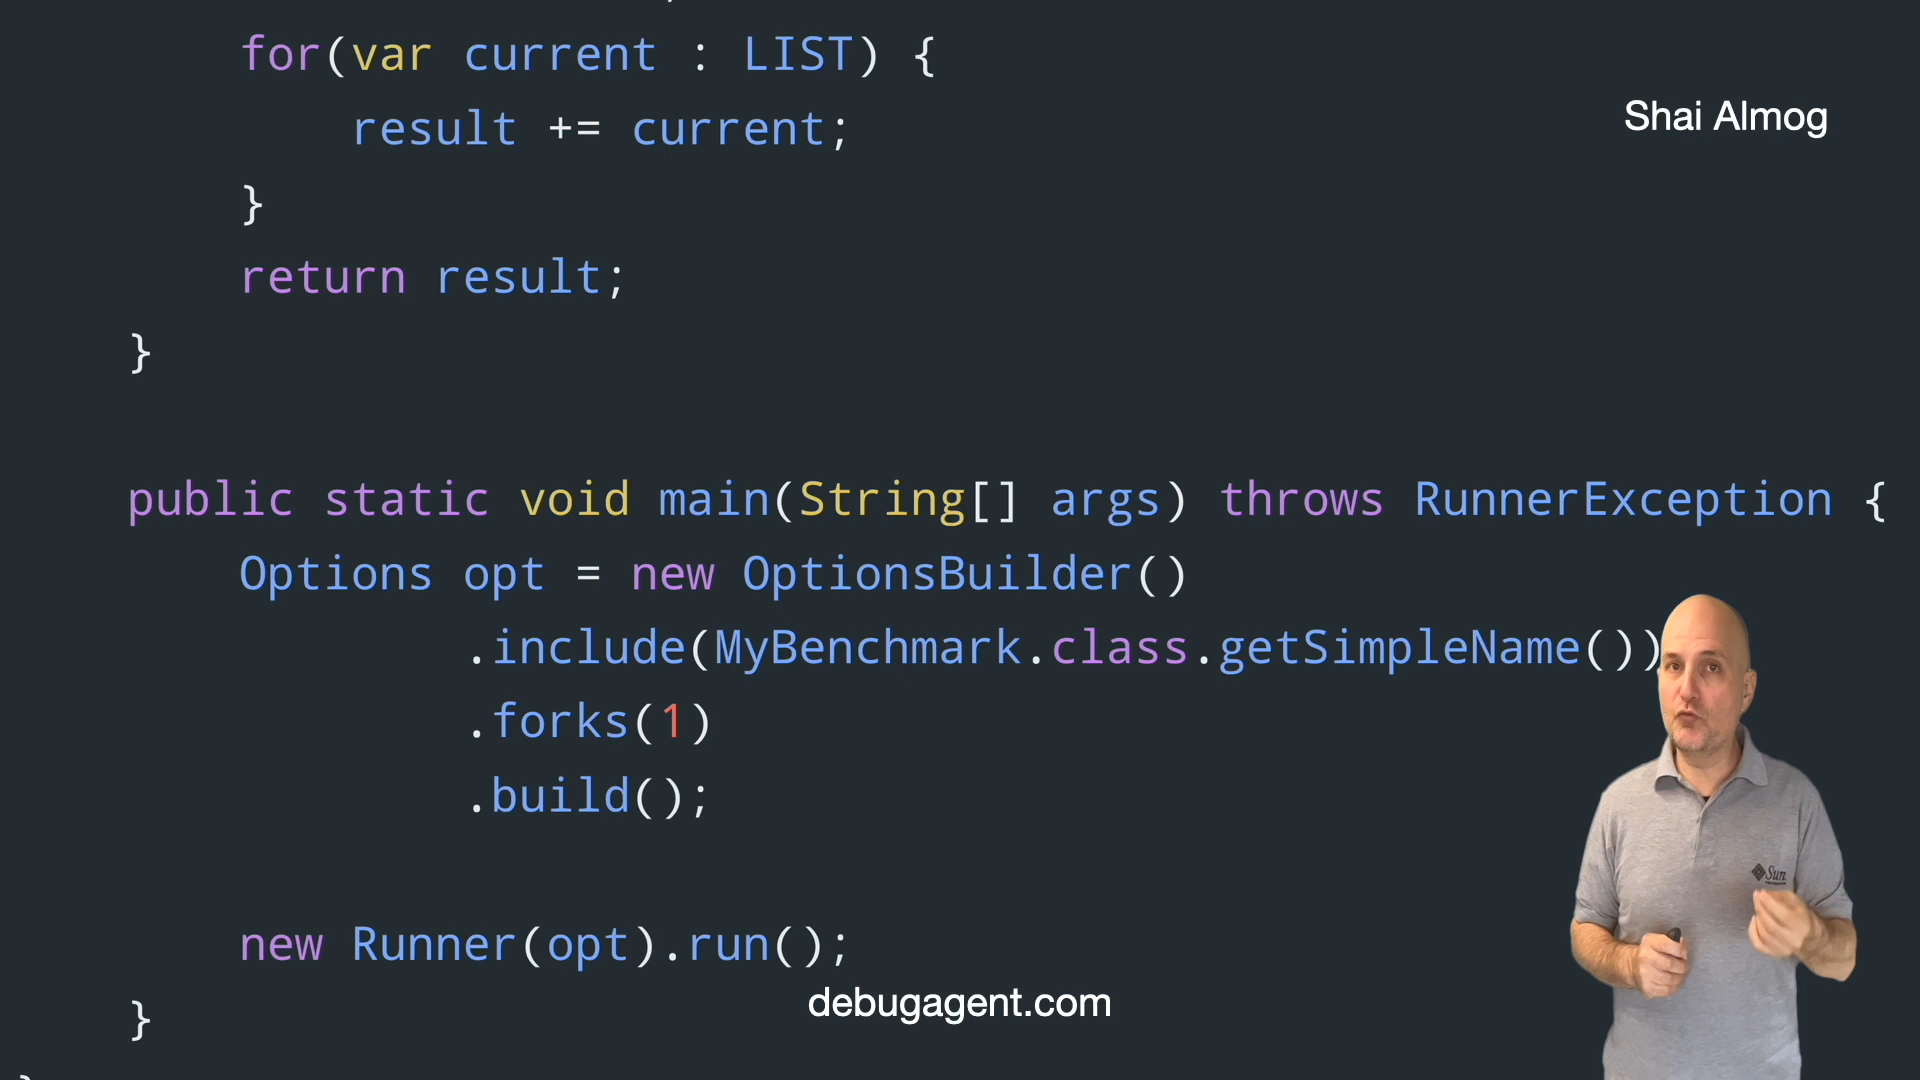 for(var current : LIST) {
Shai Almog
result += current;
}
return result;
}
public static void main(String[] args) throws RunnerException {
Options opt = new OptionsBuilder()
.include(MyBenchmark.class.getSimpleName())
.forks(1)
.build();
Sun
new Runner(opt).run();
debugagent.com
}